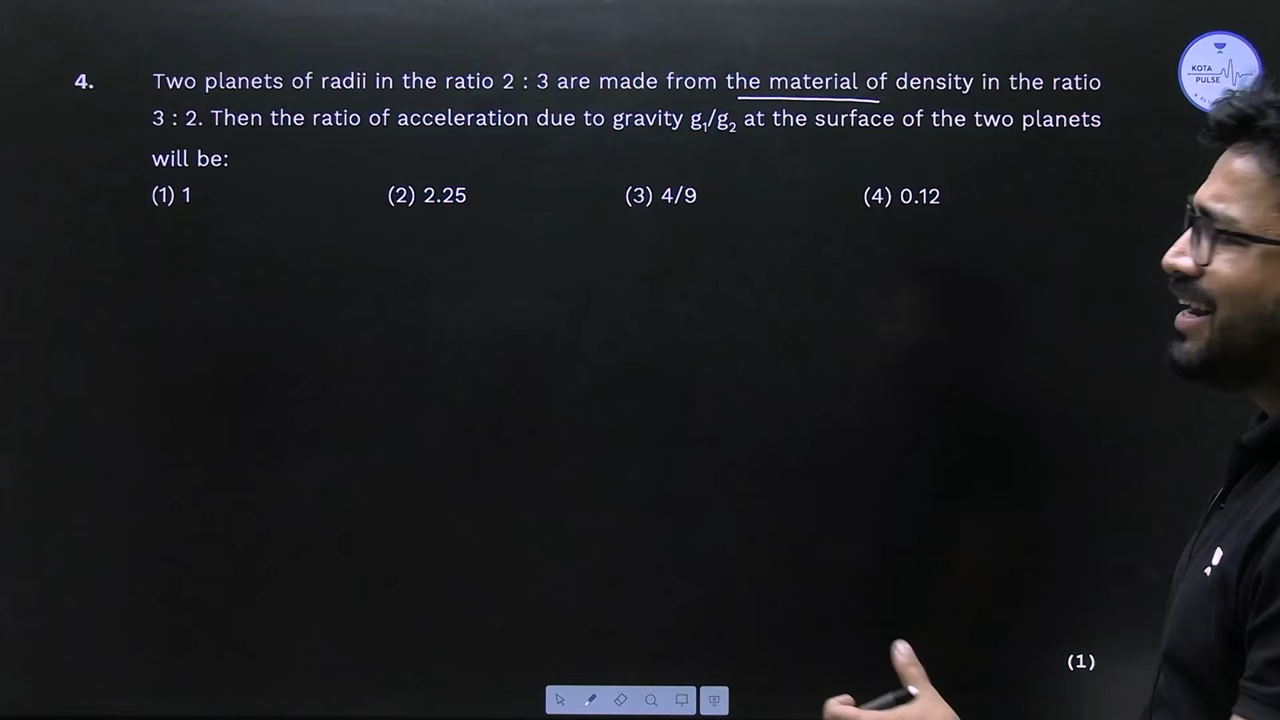 4. Two planets of radii in the ratio 2 : 3 are made from the material of density in the ratio
3 : 2. Then the ratio of acceleration due to gravity g₁/g₂ at the surface of the two planets
will be:
(1) 1 (2) 2.25 (3) 4/9 (4) 0.12
KOTA
PULSE
(1)